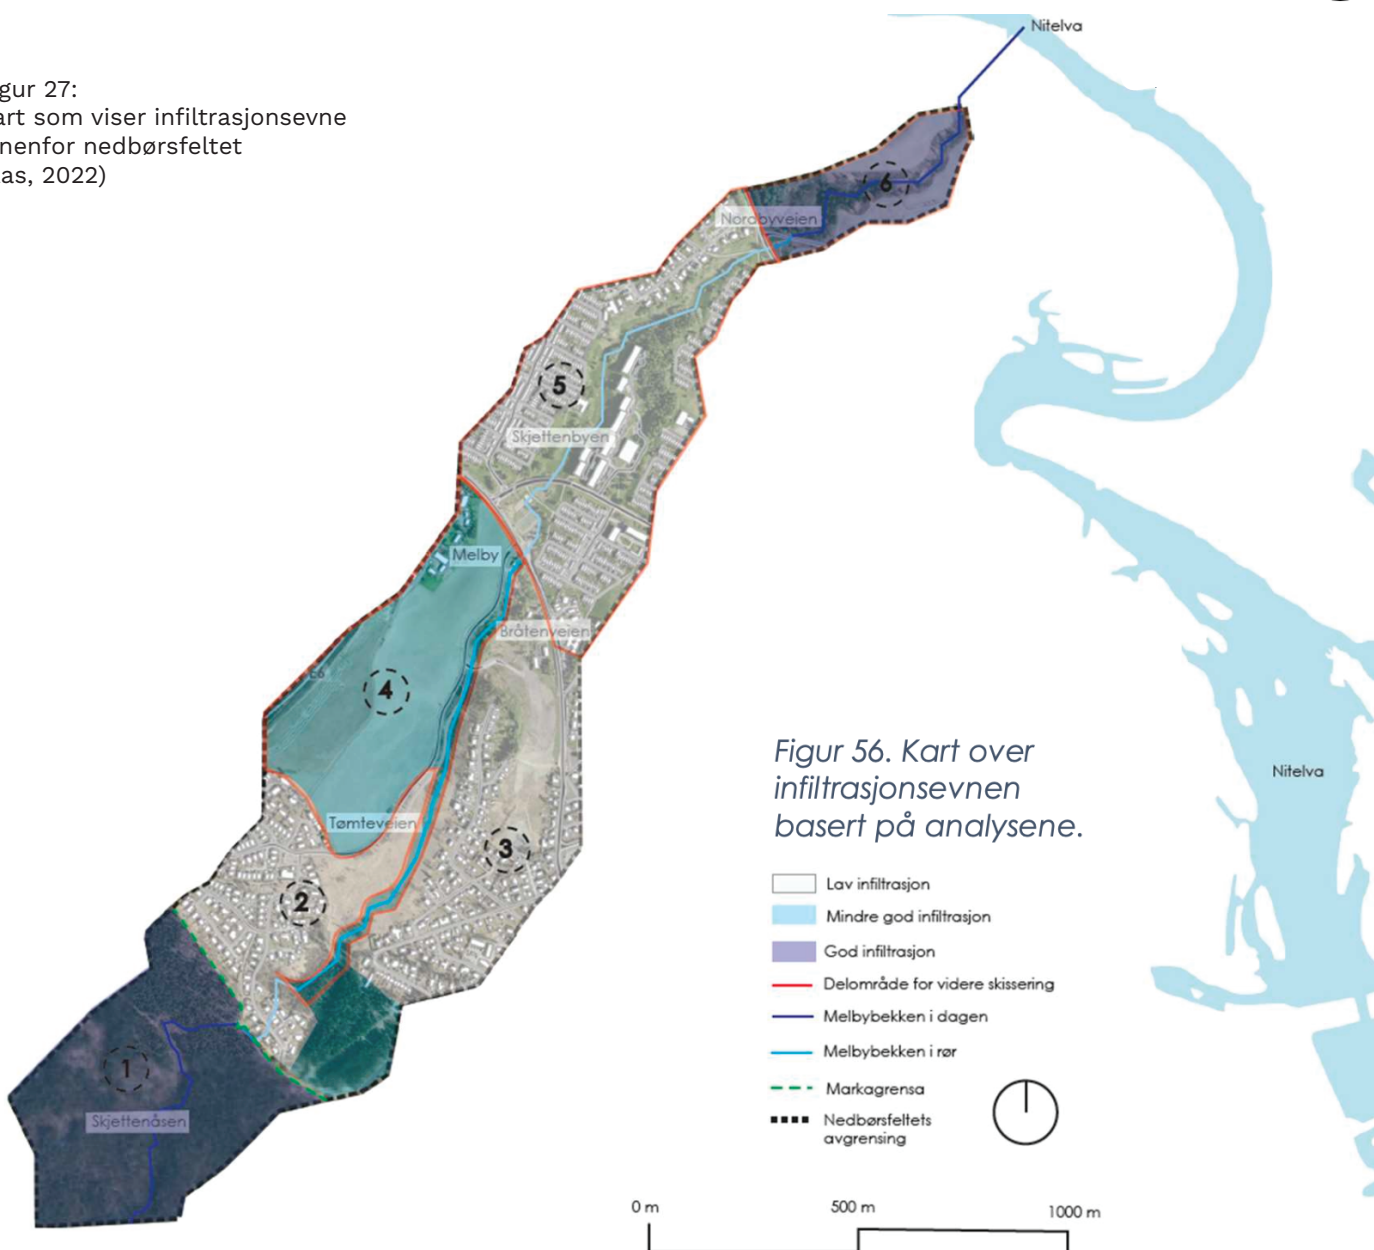 Nitelva
gur 27:
art som viser infiltrasjonsevne
nenfor nedbørsfeltet
as, 2022)
6
Nordbyveien
5
Skjettenbyen
Melby
Bråtenveien
E6
4
Tømteveien
3
2
1
Skjettenåsen
Nitelva
Figur 56. Kart over
infiltrasjonsevnen
basert på analysene.
Lav infiltrasjon
Mindre god infiltrasjon
God infiltrasjon
Delområde for videre skissering
Melbybekken i dagen
Melbybekken i rør
Markagrensa
Nedbørsfeltets
avgrensing
0 m
500 m
1000 m